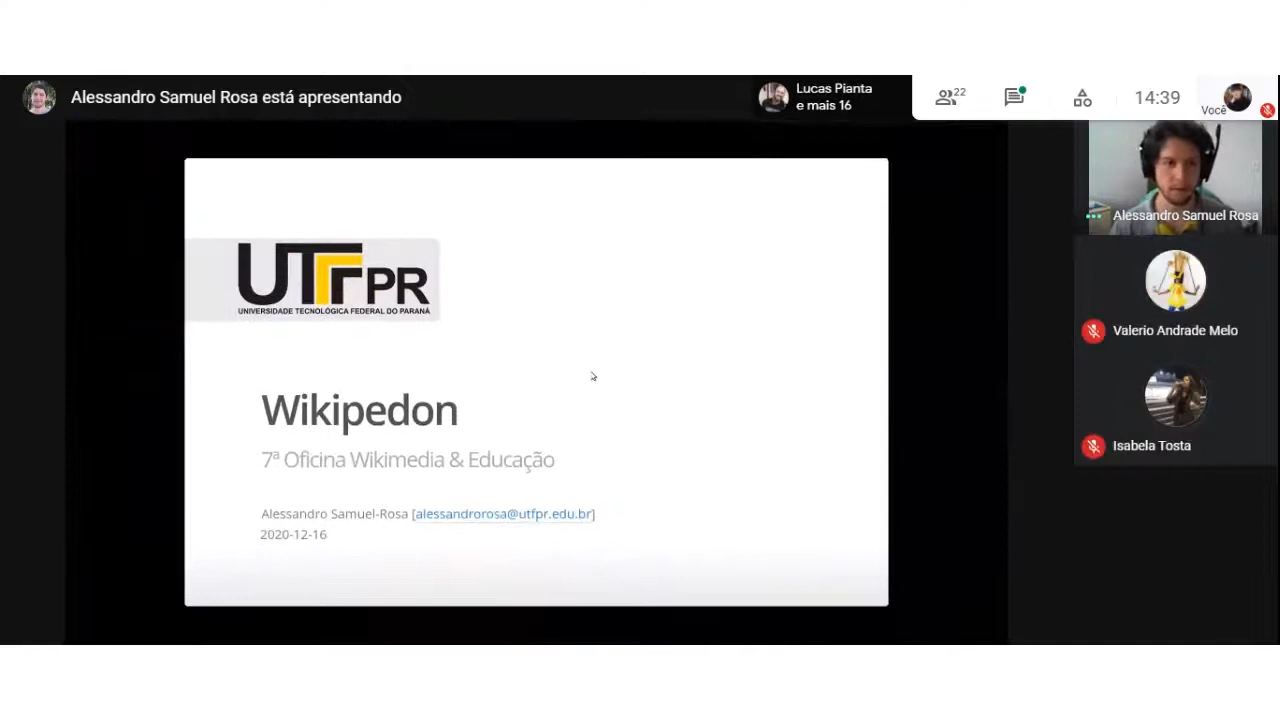 Alessandro Samuel Rosa está apresentando
Lucas Pianta
e mais 16
22
14:39
Você
Alessandro Samuel Rosa
Valerio Andrade Melo
Isabela Tosta
UTFPR
UNIVERSIDADE TECNOLÓGICA FEDERAL DO PARANÁ
Wikipedon
7ª Oficina Wikimedia & Educação
Alessandro Samuel-Rosa [alessandrorosa@utfpr.edu.br]
2020-12-16